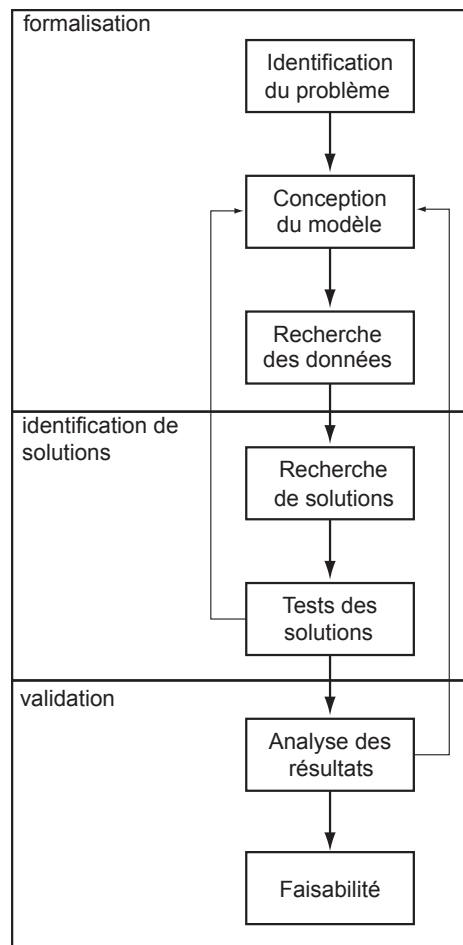 formalisation
Identification
du problème
Conception
du modèle
Recherche
des données
identification de
solutions
Recherche
de solutions
Tests des
solutions
validation
Analyse des
résultats
Faisabilité